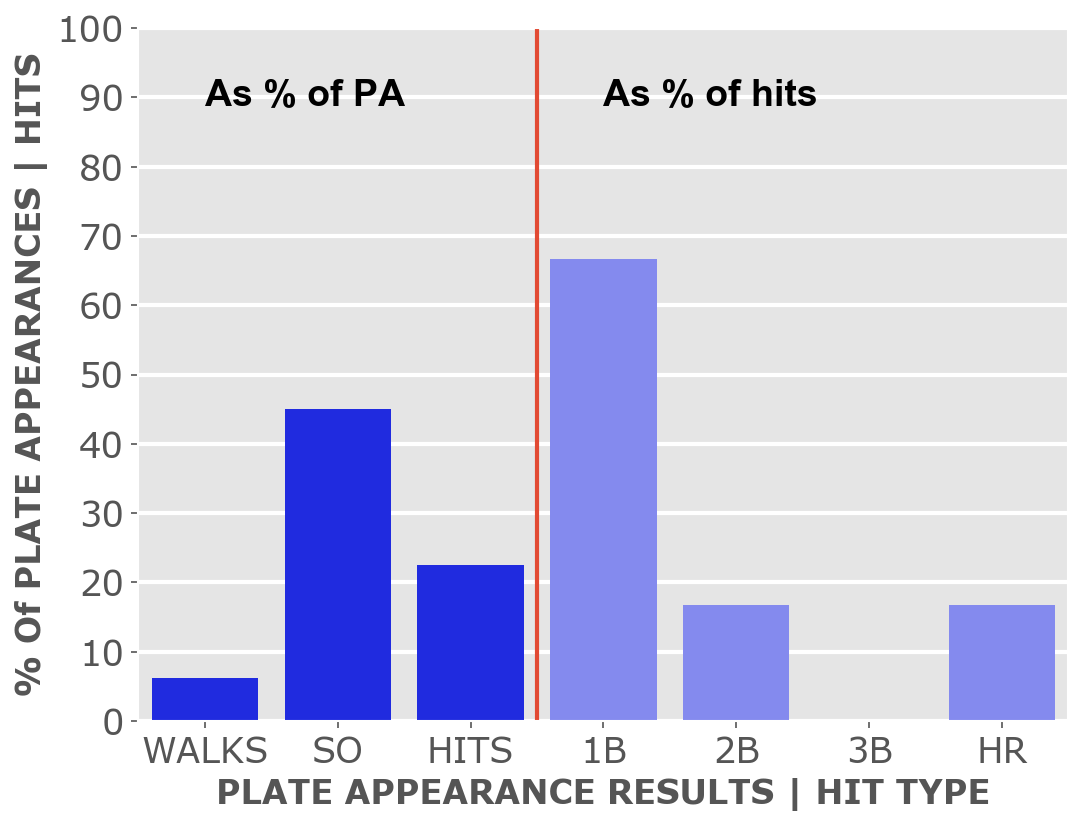 % Of PLATE APPEARANCES | HITS
100
90
80
70
60
50
40
30
20
10
0
As % of PA
As % of hits
WALKS SO HITS 1B 2B 3B HR
PLATE APPEARANCE RESULTS | HIT TYPE